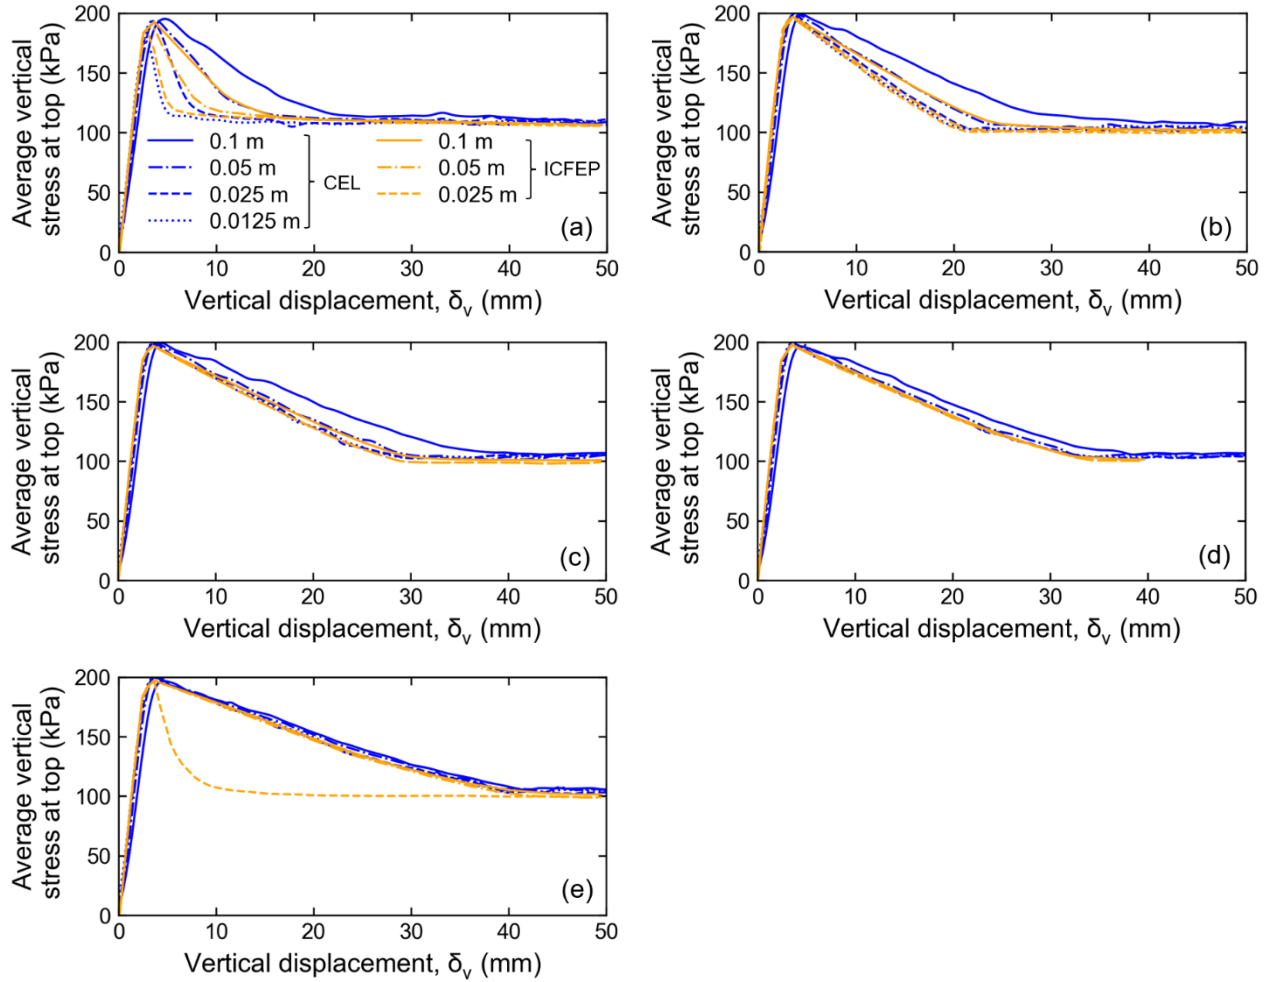 Average vertical
stress at top (kPa)
200
150
100
50
0
0.1 m
0.05 m
0.025 m
0.0125 m
CEL
0.1 m
0.05 m
0.025 m
ICFEP
(a)
0 10 20 30 40 50
Vertical displacement, δv (mm)
Average vertical
stress at top (kPa)
200
150
100
50
0
(b)
0 10 20 30 40 50
Vertical displacement, δv (mm)
Average vertical
stress at top (kPa)
200
150
100
50
0
(c)
0 10 20 30 40 50
Vertical displacement, δv (mm)
Average vertical
stress at top (kPa)
200
150
100
50
0
(d)
0 10 20 30 40 50
Vertical displacement, δv (mm)
Average vertical
stress at top (kPa)
200
150
100
50
0
(e)
0 10 20 30 40 50
Vertical displacement, δv (mm)